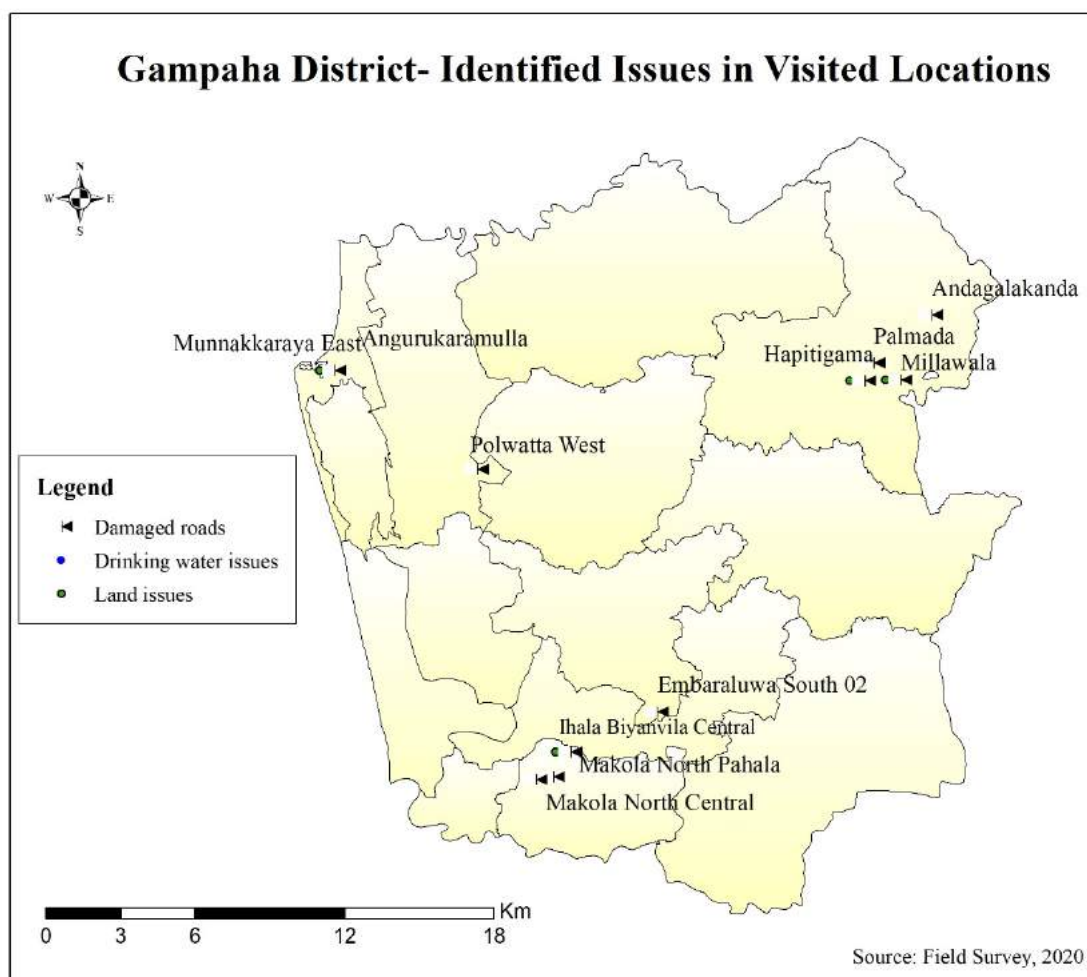 Gampaha District- Identified Issues in Visited Locations
N
W E
S
Andagalakanda
Palmada
Munnakkaraya East
Angurukaramulla
Hapitigama
Millawala
Polwatta West
Legend
Damaged roads
Drinking water issues
Land issues
Embaraluwa South 02
Ihala Biyanvila Central
Makola North Pahala
Makola North Central
Km
0 3 6 12 18
Source: Field Survey, 2020